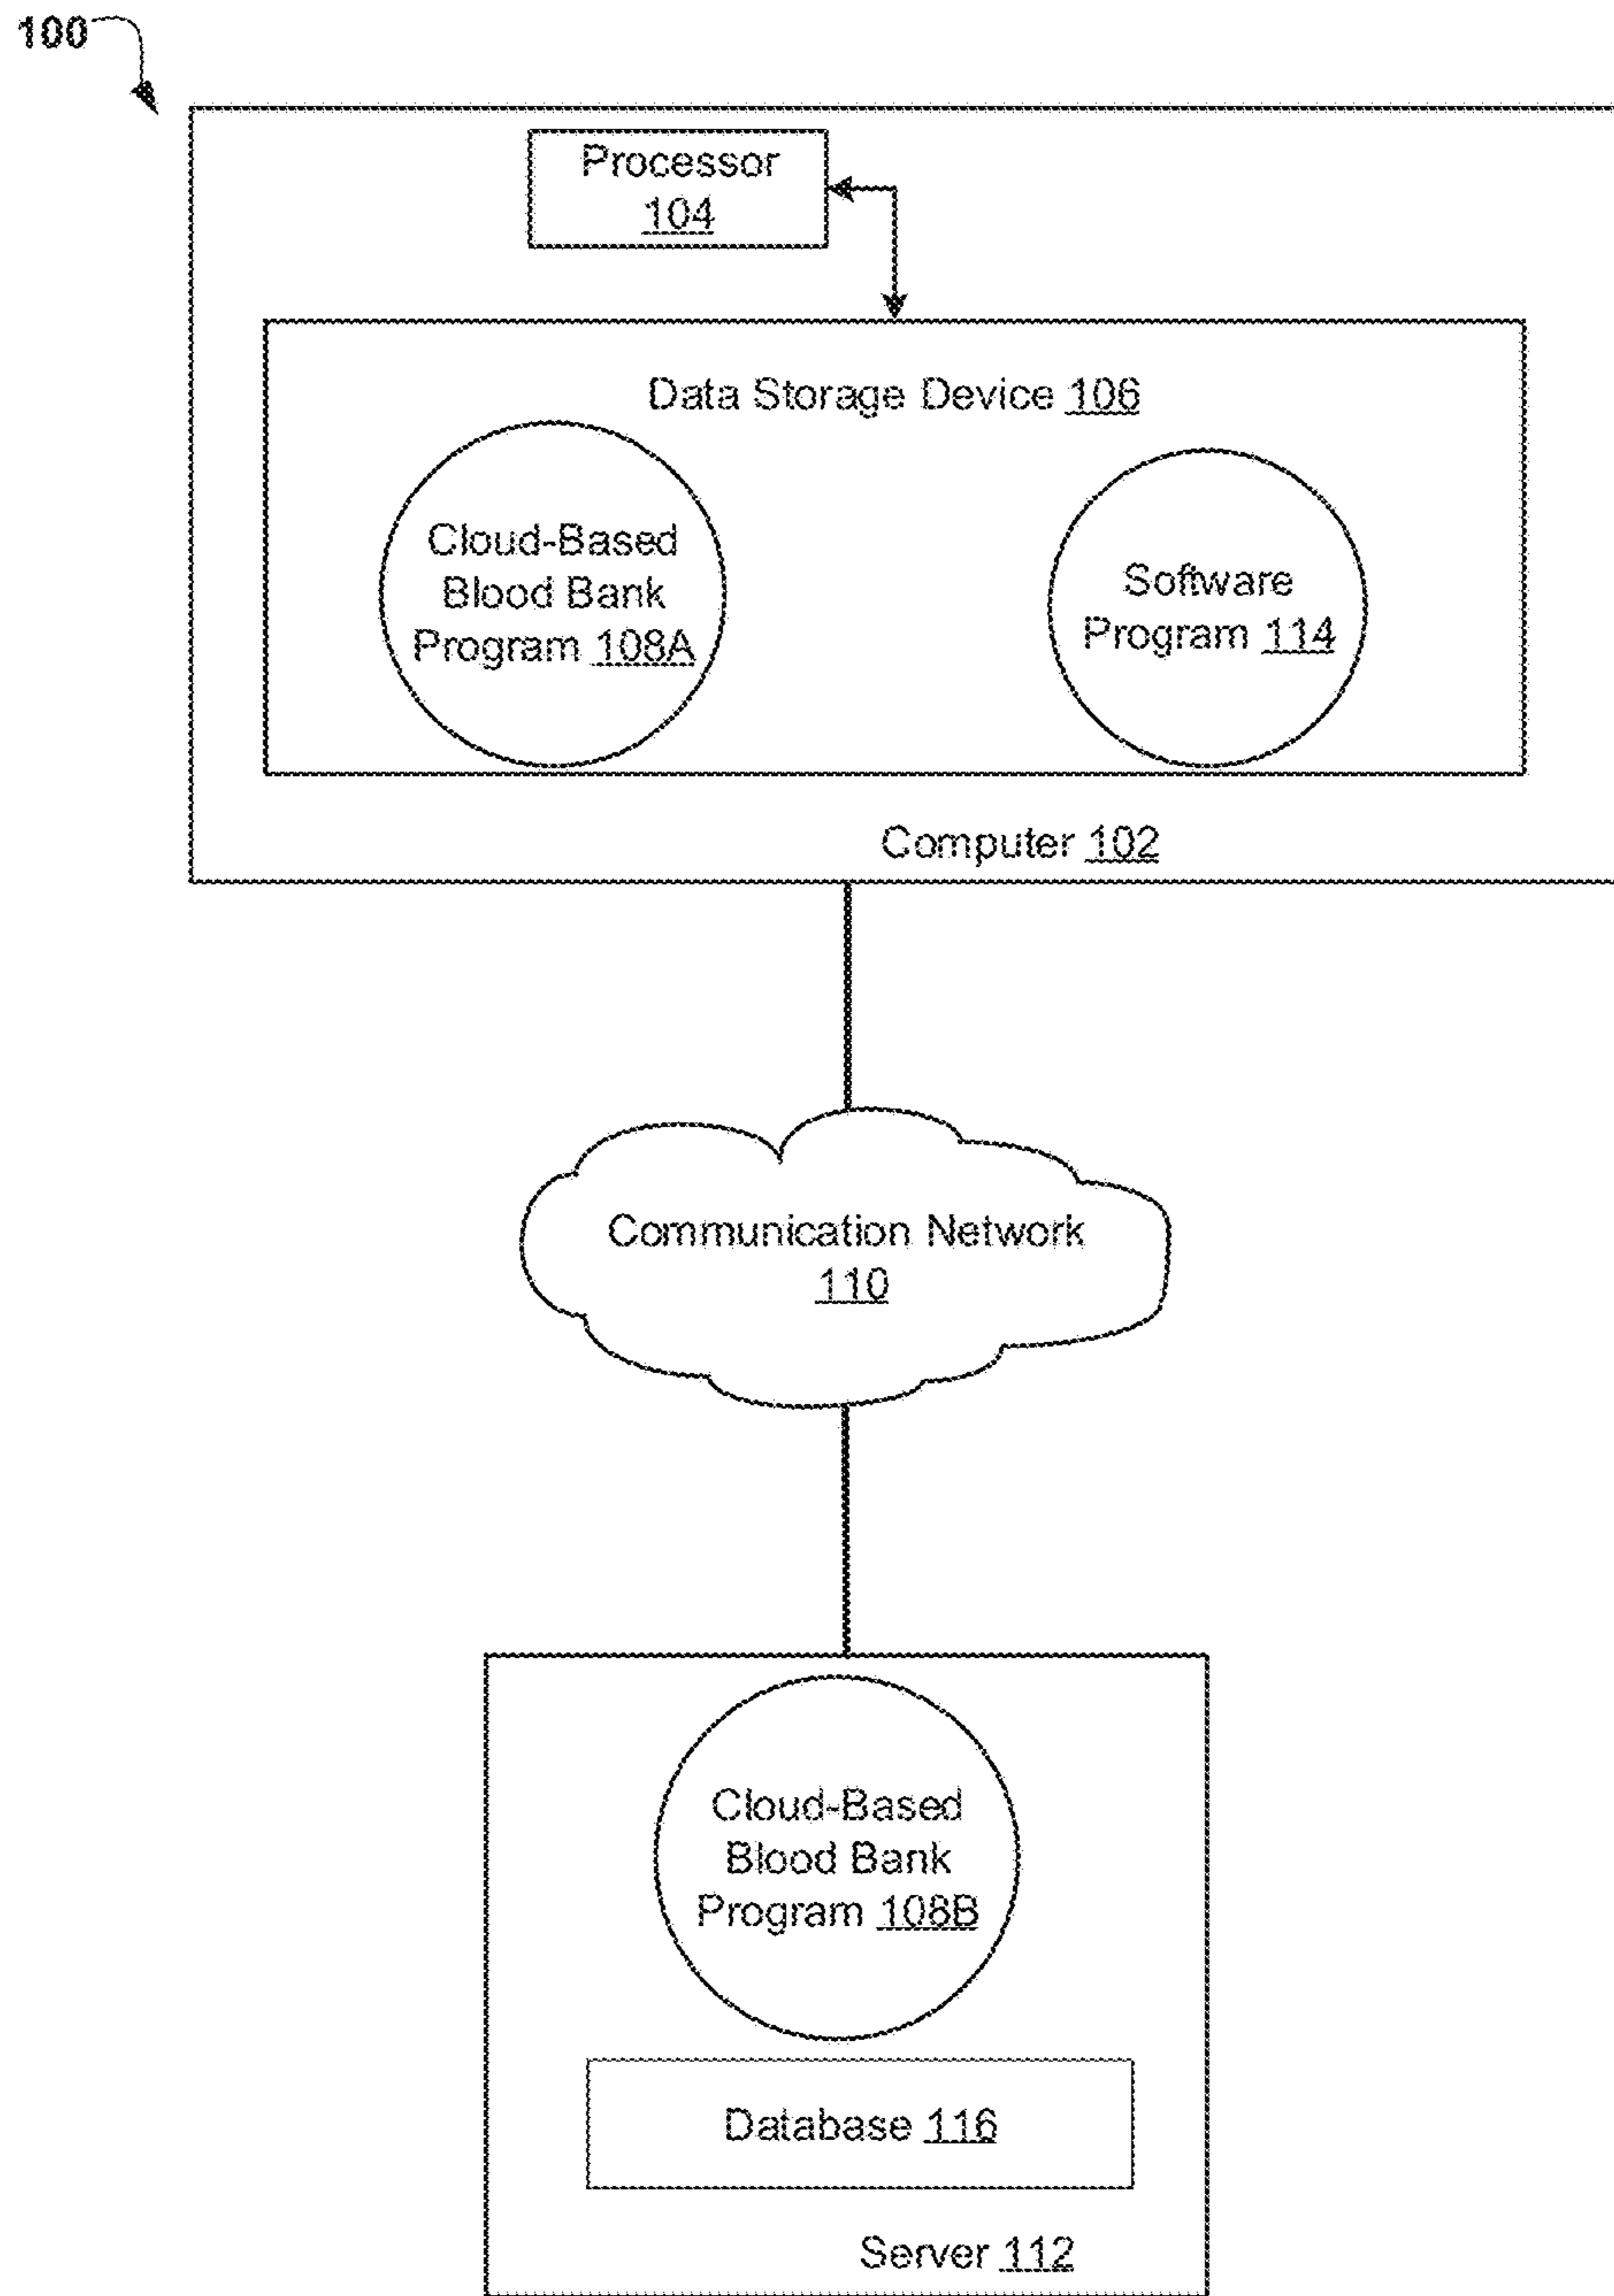 100
Processor
104
Data Storage Device 106
Cloud-Based
Blood Bank
Program 108A
Software
Program 114
Computer 102
Communication Network
110
Cloud-Based
Blood Bank
Program 108B
Database 116
Server 112